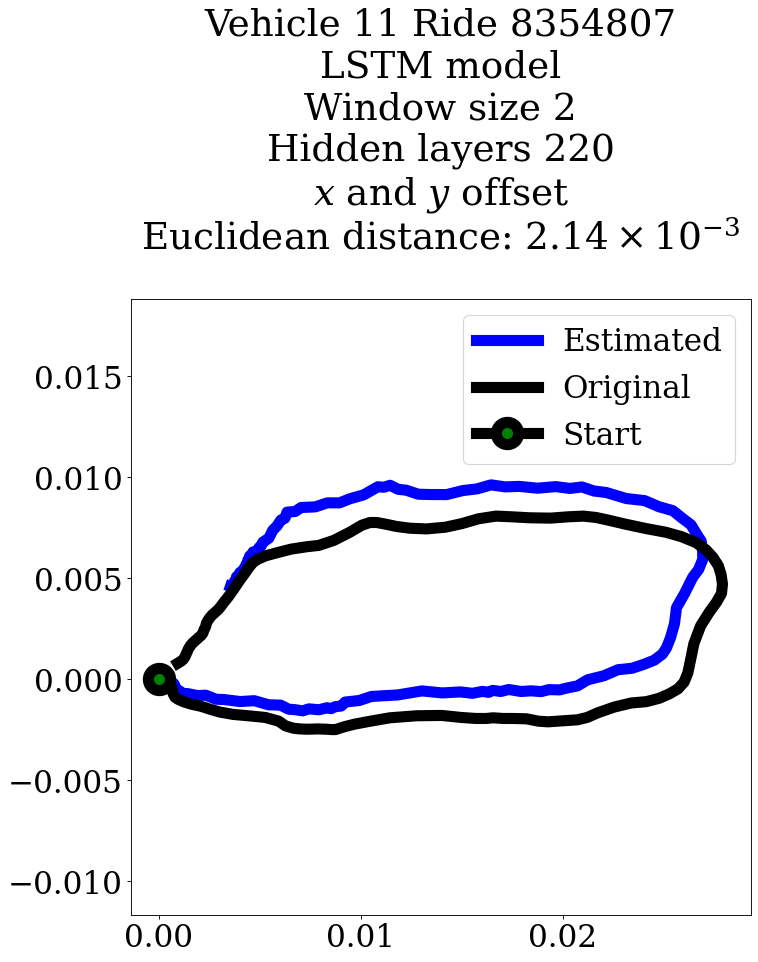 Vehicle 11 Ride 8354807
LSTM model
Window size 2
Hidden layers 220
x and y offset
Euclidean distance: 2.14 × 10⁻³
Estimated
Original
Start
0.015
0.010
0.005
0.000
−0.005
−0.010
0.00 0.01 0.02